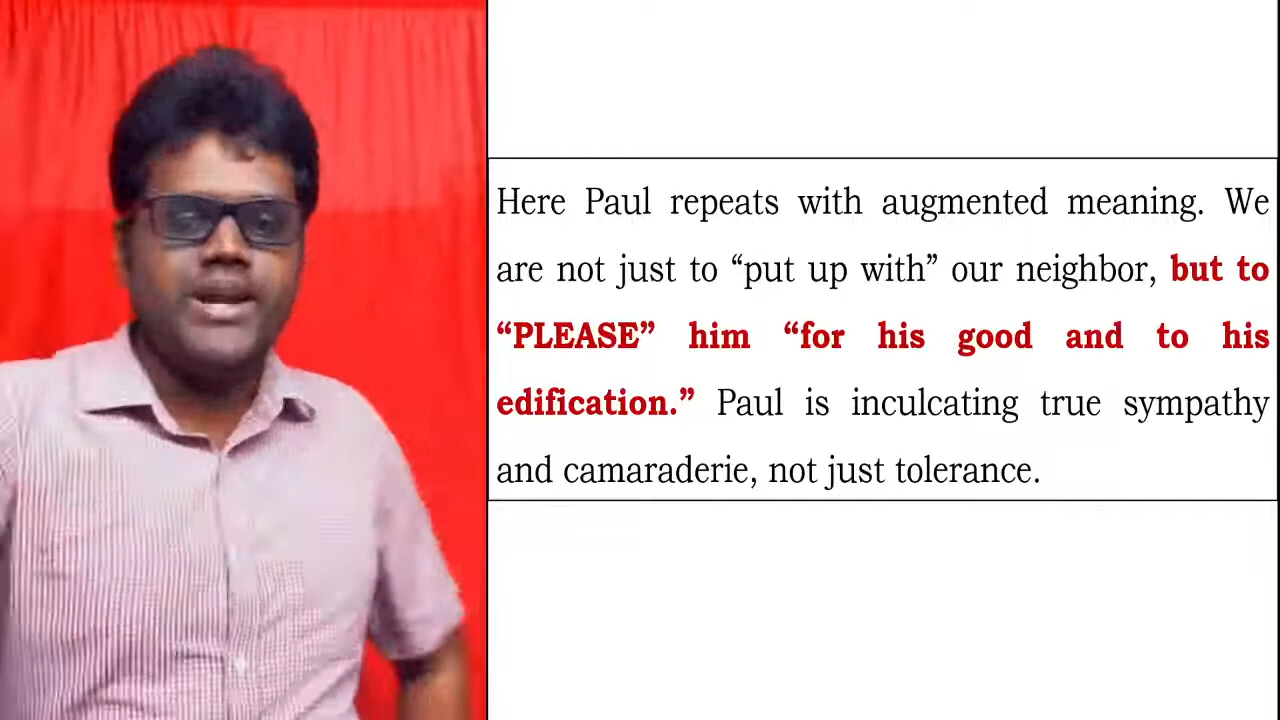 Here Paul repeats with augmented meaning. We
are not just to “put up with” our neighbor, but to
“PLEASE” him “for his good and to his
edification.” Paul is inculcating true sympathy
and camaraderie, not just tolerance.